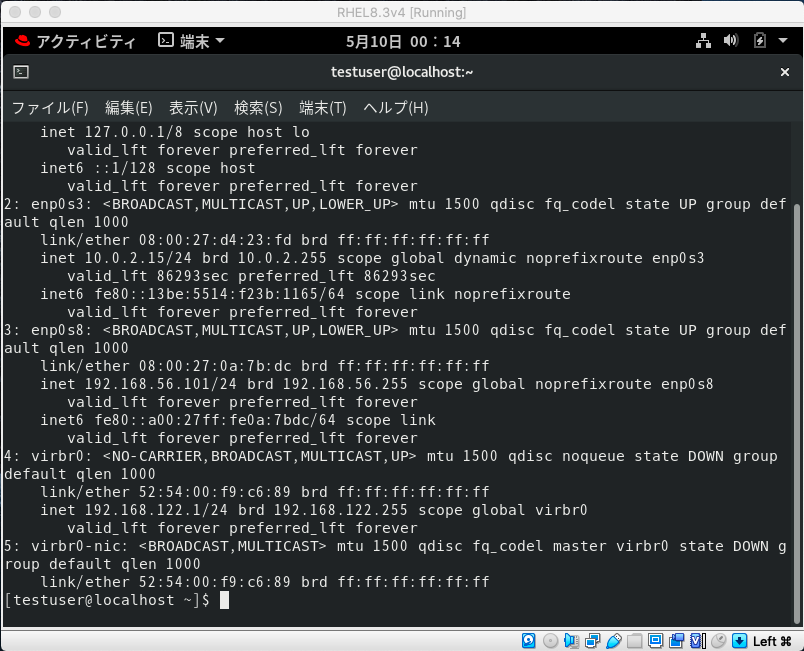 RHEL8.3v4 [Running]
アクティビティ 端末 5月10日 00：14
testuser@localhost:~ ×
ファイル(F) 編集(E) 表示(V) 検索(S) 端末(T) ヘルプ(H)
inet 127.0.0.1/8 scope host lo
valid_lft forever preferred_lft forever
inet6 ::1/128 scope host
valid_lft forever preferred_lft forever
2: enp0s3: <BROADCAST,MULTICAST,UP,LOWER_UP> mtu 1500 qdisc fq_codel state UP group def
ault qlen 1000
link/ether 08:00:27:d4:23:fd brd ff:ff:ff:ff:ff:ff
inet 10.0.2.15/24 brd 10.0.2.255 scope global dynamic noprefixroute enp0s3
valid_lft 86293sec preferred_lft 86293sec
inet6 fe80::13be:5514:f23b:1165/64 scope link noprefixroute
valid_lft forever preferred_lft forever
3: enp0s8: <BROADCAST,MULTICAST,UP,LOWER_UP> mtu 1500 qdisc fq_codel state UP group def
ault qlen 1000
link/ether 08:00:27:0a:7b:dc brd ff:ff:ff:ff:ff:ff
inet 192.168.56.101/24 brd 192.168.56.255 scope global noprefixroute enp0s8
valid_lft forever preferred_lft forever
inet6 fe80::a00:27ff:fe0a:7bdc/64 scope link
valid_lft forever preferred_lft forever
4: virbr0: <NO-CARRIER,BROADCAST,MULTICAST,UP> mtu 1500 qdisc noqueue state DOWN group
default qlen 1000
link/ether 52:54:00:f9:c6:89 brd ff:ff:ff:ff:ff:ff
inet 192.168.122.1/24 brd 192.168.122.255 scope global virbr0
valid_lft forever preferred_lft forever
5: virbr0-nic: <BROADCAST,MULTICAST> mtu 1500 qdisc fq_codel master virbr0 state DOWN g
roup default qlen 1000
link/ether 52:54:00:f9:c6:89 brd ff:ff:ff:ff:ff:ff
[testuser@localhost ~]$
Left ⌘